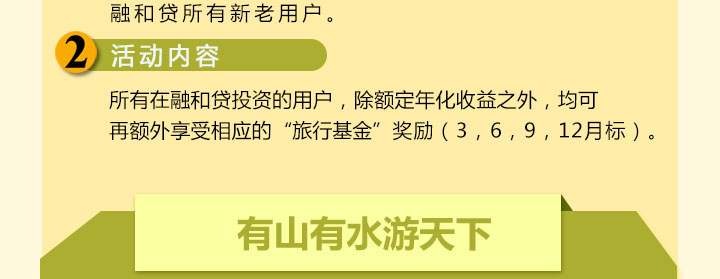 融和贷所有新老用户。
2 活动内容
所有在融和贷投资的用户，除额定年化收益之外，均可
再额外享受相应的“旅行基金”奖励（3，6，9，12月标）。
有山有水游天下